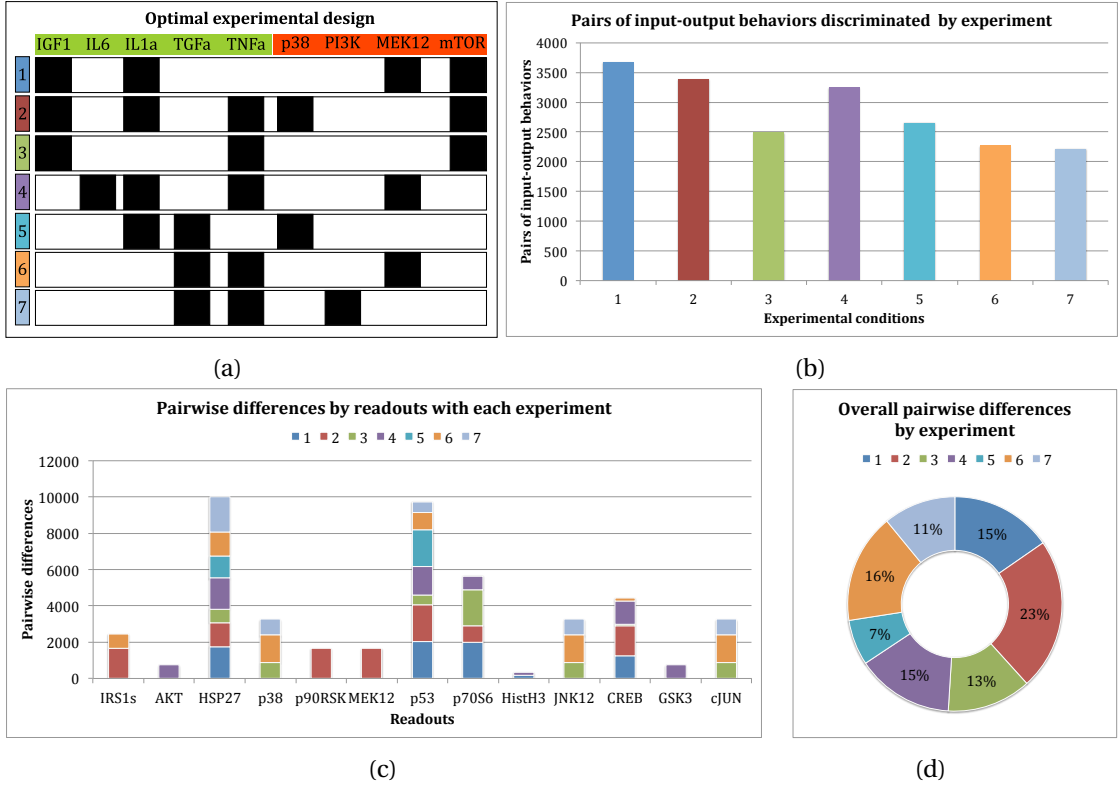 Optimal experimental design
IGF1 IL6 IL1a TGFa TNFa p38 PI3K MEK12 mTOR
1
2
3
4
5
6
7
(a)
Pairs of input-output behaviors discriminated by experiment
Pairs of input-output behaviors
4000
3500
3000
2500
2000
1500
1000
500
0
1 2 3 4 5 6 7
Experimental conditions
(b)
Pairwise differences by readouts with each experiment
1 2 3 4 5 6 7
Pairwise differences
12000
10000
8000
6000
4000
2000
0
IRS1s AKT HSP27 p38 p90RSK MEK12 p53 p70S6 HistH3 JNK12 CREB GSK3 cJUN
Readouts
(c)
Overall pairwise differences
by experiment
1 2 3 4 5 6 7
15%
23%
13%
15%
7%
16%
11%
(d)